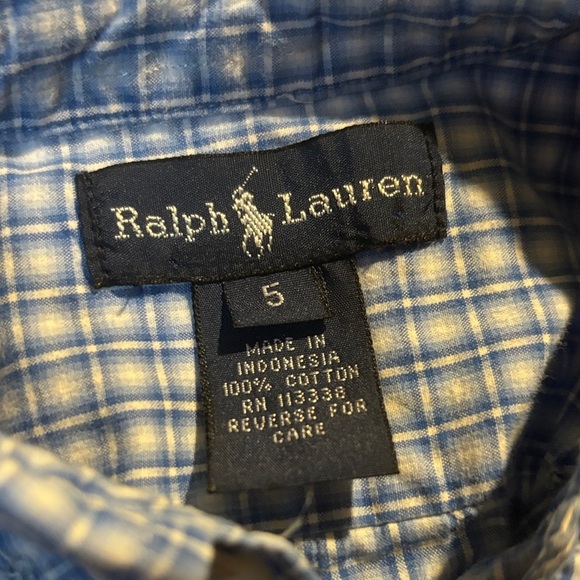 Ralph Lauren
5
MADE IN
INDONESIA
100% COTTON
RN 113338
REVERSE FOR
CARE